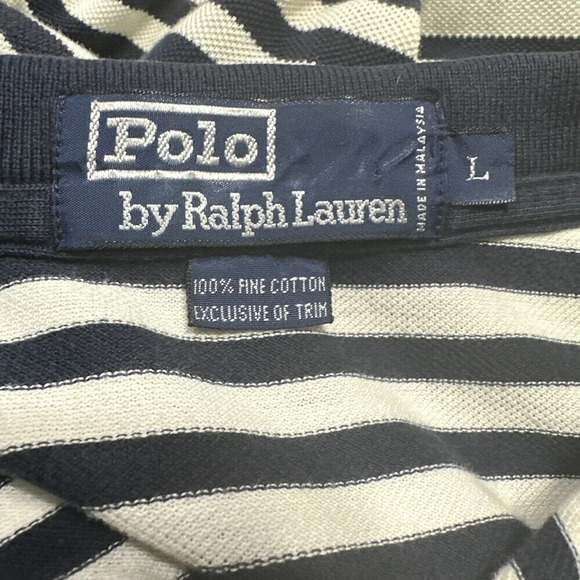 Polo
by Ralph Lauren
MADE IN MALAYSIA
L
100% FINE COTTON
EXCLUSIVE OF TRIM